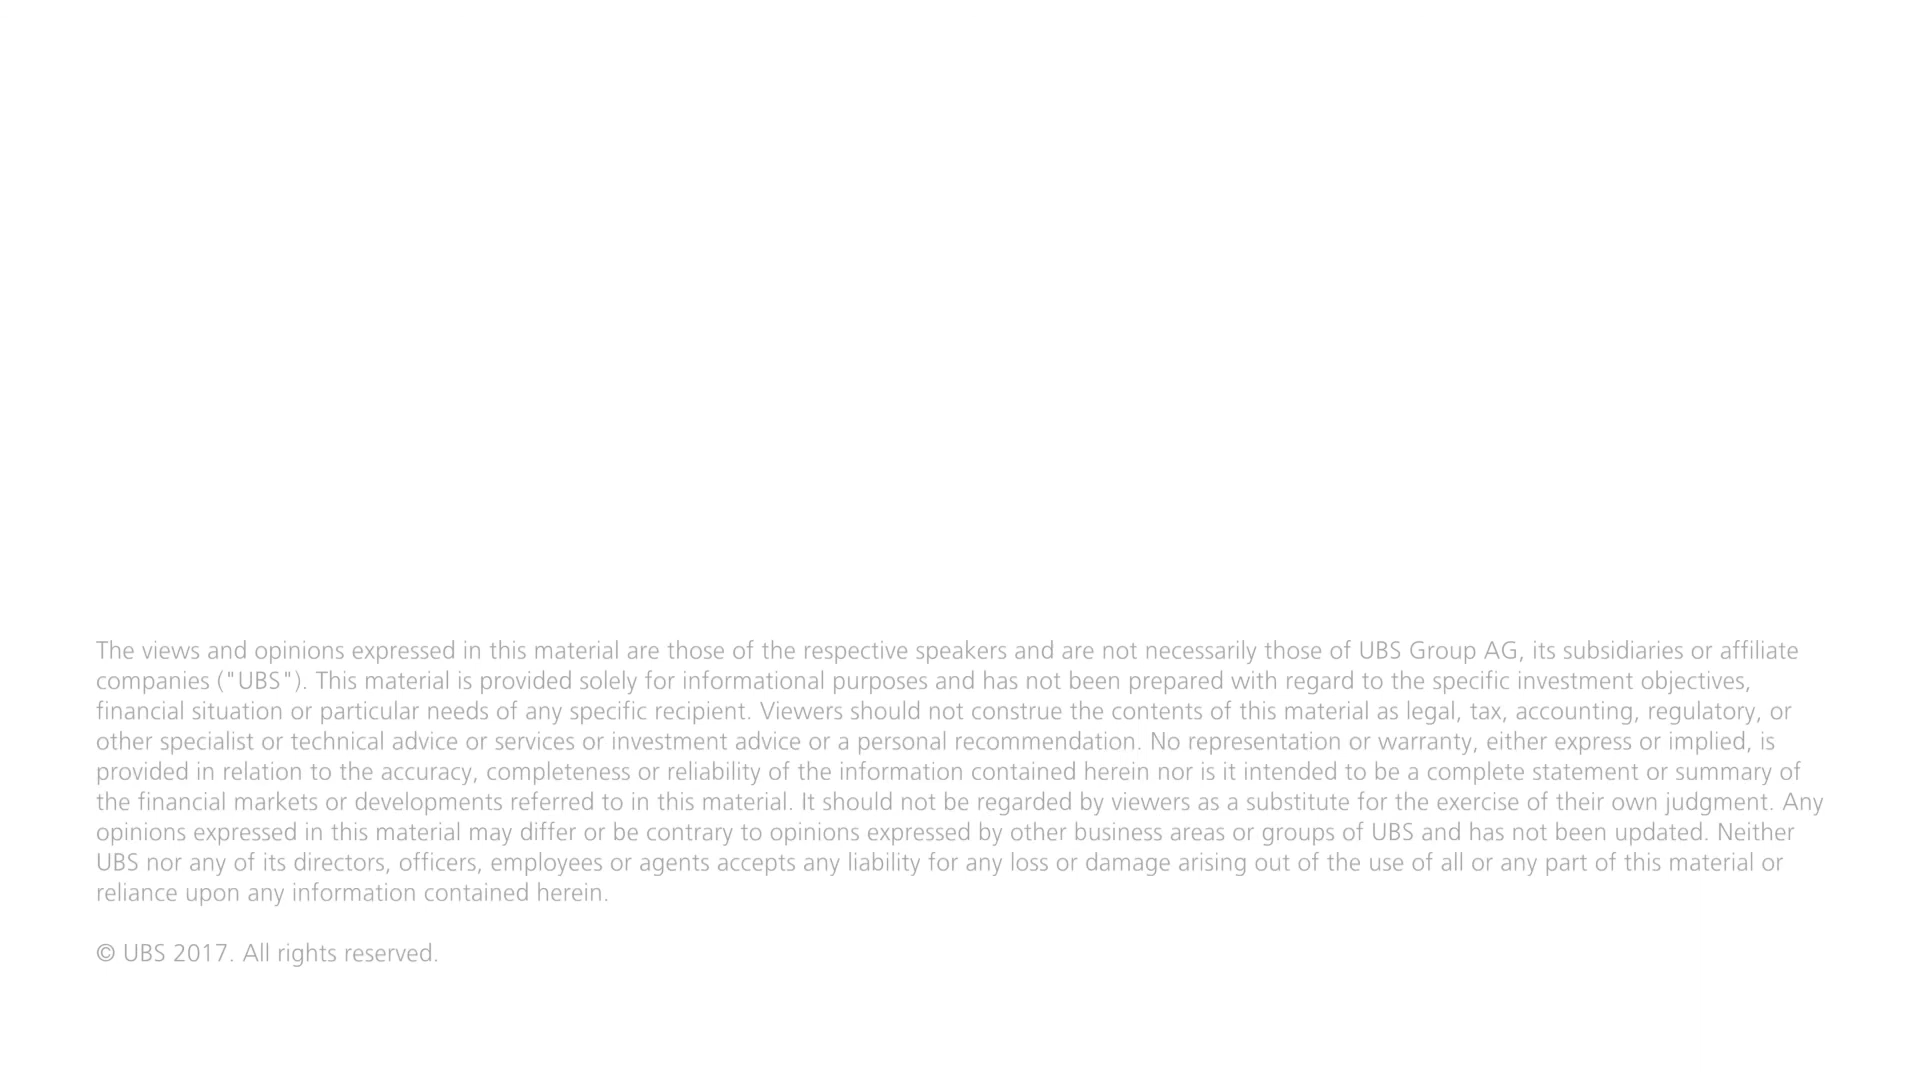 The views and opinions expressed in this material are those of the respective speakers and are not necessarily those of UBS Group AG, its subsidiaries or affiliate
companies ("UBS"). This material is provided solely for informational purposes and has not been prepared with regard to the specific investment objectives,
financial situation or particular needs of any specific recipient. Viewers should not construe the contents of this material as legal, tax, accounting, regulatory, or
other specialist or technical advice or services or investment advice or a personal recommendation. No representation or warranty, either express or implied, is
provided in relation to the accuracy, completeness or reliability of the information contained herein nor is it intended to be a complete statement or summary of
the financial markets or developments referred to in this material. It should not be regarded by viewers as a substitute for the exercise of their own judgment. Any
opinions expressed in this material may differ or be contrary to opinions expressed by other business areas or groups of UBS and has not been updated. Neither
UBS nor any of its directors, officers, employees or agents accepts any liability for any loss or damage arising out of the use of all or any part of this material or
reliance upon any information contained herein.
© UBS 2017. All rights reserved.